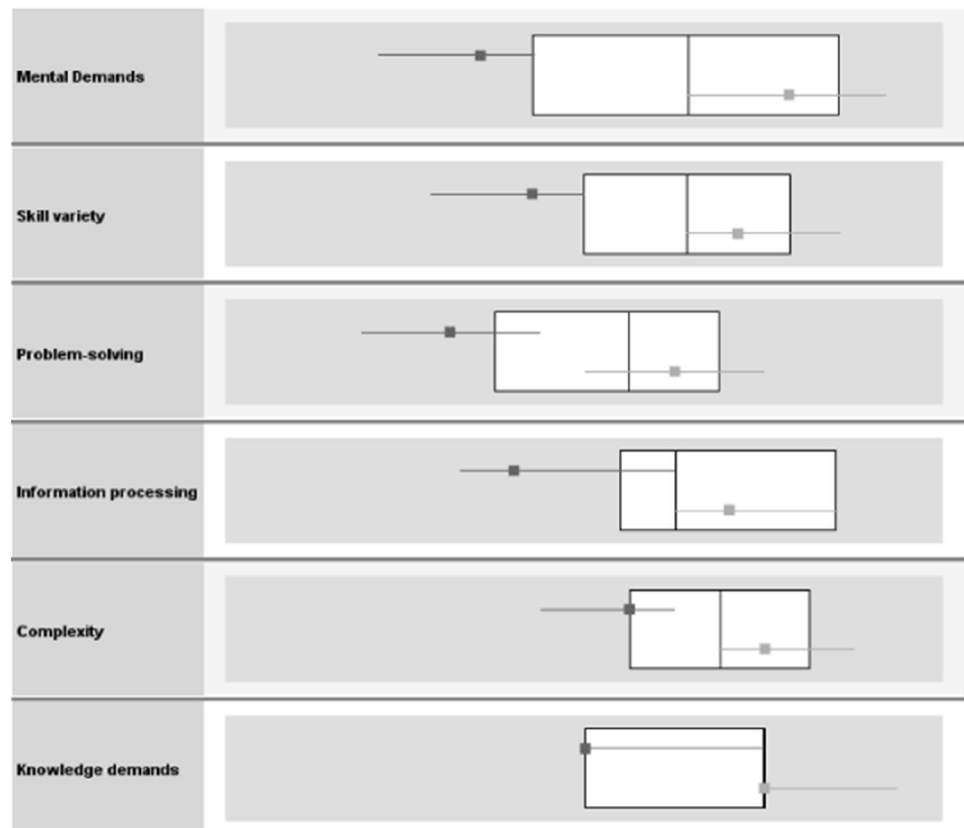 Mental Demands
Skill variety
Problem-solving
Information processing
Complexity
Knowledge demands